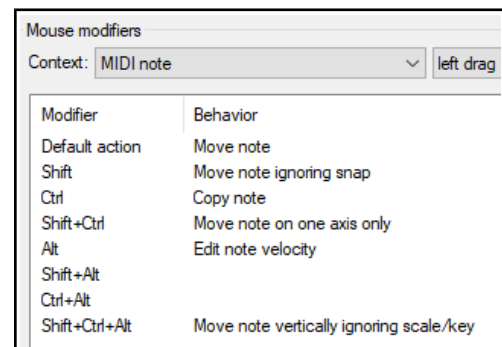 Mouse modifiers
Context: MIDI note left drag
Modifier Behavior
Default action Move note
Shift Move note ignoring snap
Ctrl Copy note
Shift+Ctrl Move note on one axis only
Alt Edit note velocity
Shift+Alt
Ctrl+Alt
Shift+Ctrl+Alt Move note vertically ignoring scale/key